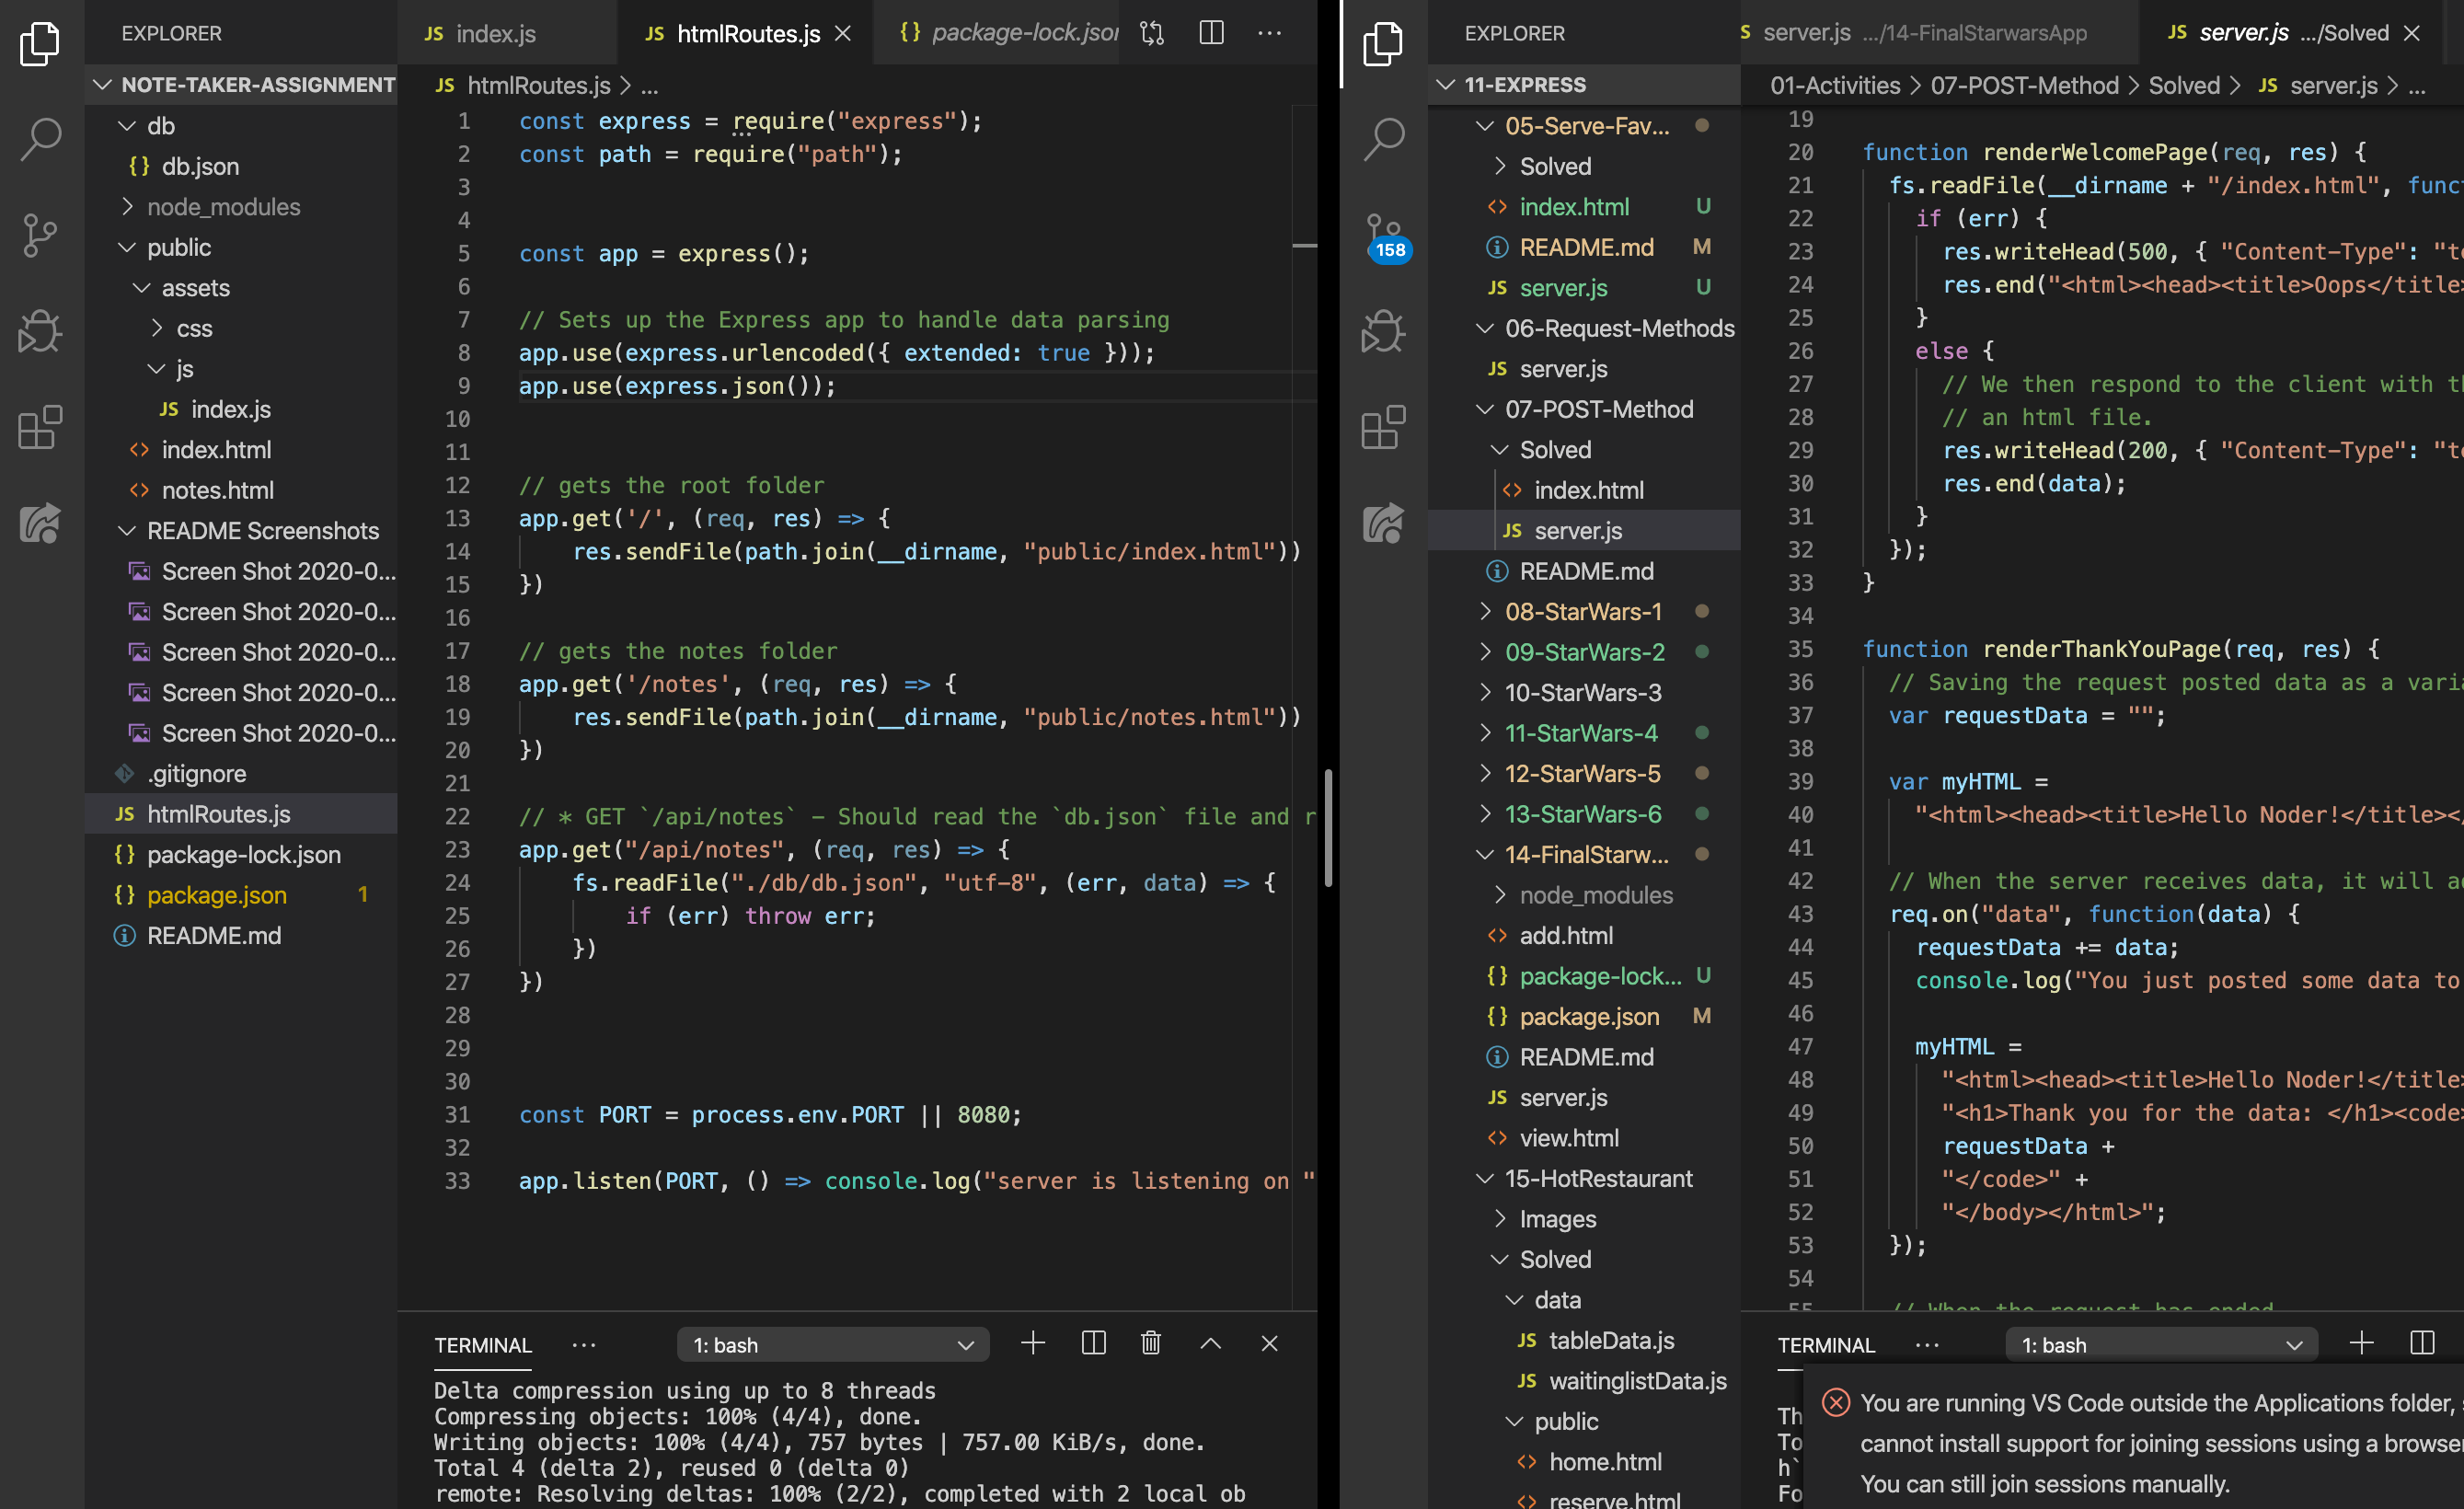 EXPLORER
NOTE-TAKER-ASSIGNMENT
db
{} db.json
node_modules
public
assets
css
js
JS index.js
<> index.html
<> notes.html
README Screenshots
Screen Shot 2020-0...
Screen Shot 2020-0...
Screen Shot 2020-0...
Screen Shot 2020-0...
Screen Shot 2020-0...
.gitignore
JS htmlRoutes.js
{} package-lock.json
{} package.json 1
README.md
JS index.js
JS htmlRoutes.js
{} package-lock.json
JS htmlRoutes.js > ...
1 const express = require("express");
2 const path = require("path");
3
4
5 const app = express();
6
7 // Sets up the Express app to handle data parsing
8 app.use(express.urlencoded({ extended: true }));
9 app.use(express.json());
10
11
12 // gets the root folder
13 app.get('/', (req, res) => {
14 res.sendFile(path.join(__dirname, "public/index.html"))
15 })
16
17 // gets the notes folder
18 app.get('/notes', (req, res) => {
19 res.sendFile(path.join(__dirname, "public/notes.html"))
20 })
21
22 // * GET `/api/notes` - Should read the `db.json` file and r
23 app.get("/api/notes", (req, res) => {
24 fs.readFile("./db/db.json", "utf-8", (err, data) => {
25 if (err) throw err;
26 })
27 })
28
29
30
31 const PORT = process.env.PORT || 8080;
32
33 app.listen(PORT, () => console.log("server is listening on "
TERMINAL ... 1: bash
Delta compression using up to 8 threads
Compressing objects: 100% (4/4), done.
Writing objects: 100% (4/4), 757 bytes | 757.00 KiB/s, done.
Total 4 (delta 2), reused 0 (delta 0)
remote: Resolving deltas: 100% (2/2), completed with 2 local ob
158
EXPLORER
11-EXPRESS
05-Serve-Fav...
Solved
<> index.html U
README.md M
JS server.js U
06-Request-Methods
JS server.js
07-POST-Method
Solved
<> index.html
JS server.js
README.md
08-StarWars-1
09-StarWars-2
10-StarWars-3
11-StarWars-4
12-StarWars-5
13-StarWars-6
14-FinalStarw...
node_modules
<> add.html
{} package-lock... U
{} package.json M
README.md
JS server.js
<> view.html
15-HotRestaurant
Images
Solved
data
JS tableData.js
JS waitinglistData.js
public
<> home.html
<> reserve.html
S server.js .../14-FinalStarwarsApp
JS server.js .../Solved
01-Activities > 07-POST-Method > Solved > JS server.js > ...
19
20 function renderWelcomePage(req, res) {
21 fs.readFile(__dirname + "/index.html", func
22 if (err) {
23 res.writeHead(500, { "Content-Type": "te
24 res.end("<html><head><title>Oops</title>
25 }
26 else {
27 // We then respond to the client with th
28 // an html file.
29 res.writeHead(200, { "Content-Type": "te
30 res.end(data);
31 }
32 });
33 }
34
35 function renderThankYouPage(req, res) {
36 // Saving the request posted data as a varia
37 var requestData = "";
38
39 var myHTML =
40 "<html><head><title>Hello Noder!</title></
41
42 // When the server receives data, it will ad
43 req.on("data", function(data) {
44 requestData += data;
45 console.log("You just posted some data to
46
47 myHTML =
48 "<html><head><title>Hello Noder!</title>
49 "<h1>Thank you for the data: </h1><code>
50 requestData +
51 "</code>" +
52 "</body></html>";
53 });
54
55 // When the request has ended
TERMINAL ... 1: bash
Th
To
h`
Fo
You are running VS Code outside the Applications folder,
cannot install support for joining sessions using a browser
You can still join sessions manually.